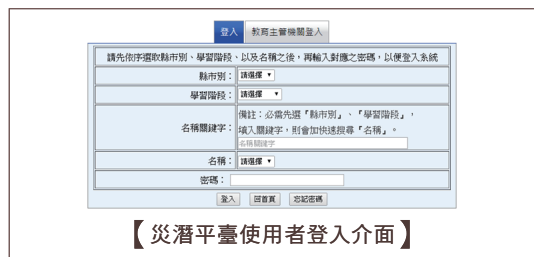 登入 教育主管機關登入
請先依序選取縣市別、學習階段、以及名稱之後，再輸入對應之密碼，以便登入系統
縣市別： 請選擇
學習階段： 請選擇
備註：必需先選『縣市別』、『學習階段』，
名稱關鍵字： 填入關鍵字，則會加快速搜尋『名稱』。
名稱關鍵字
名稱： 請選擇
密碼：
登入 回首頁 忘記密碼
【災潛平臺使用者登入介面】